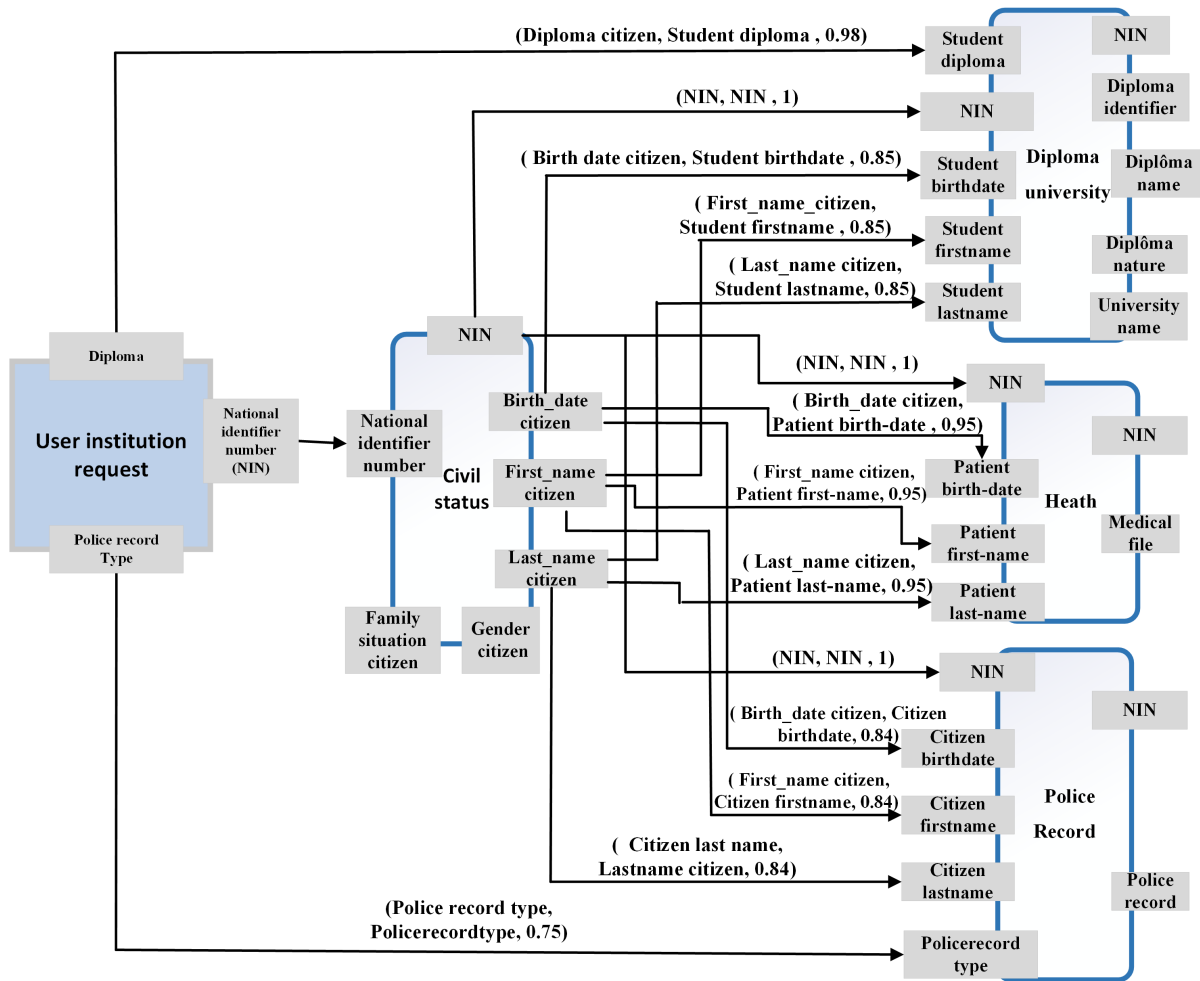 (Diploma citizen, Student diploma , 0.98)
Student
diploma
NIN
Diploma
identifier
(NIN, NIN , 1)
NIN
( Birth date citizen, Student birthdate , 0.85)
Student
birthdate
Diploma
university
Diplôma
name
( First_name_citizen,
Student firstname , 0.85)
Student
firstname
Diplôma
nature
( Last_name citizen,
Student lastname, 0.85)
Student
lastname
University
name
Diploma
User institution
request
National
identifier
number
(NIN)
Police record
Type
NIN
National
identifier
number
Civil
status
Birth_date
citizen
First_name
citizen
Last_name
citizen
Family
situation
citizen
Gender
citizen
(NIN, NIN , 1)
NIN
( Birth_date citizen,
Patient birth-date , 0,95)
Patient
birth-date
NIN
Heath
(First_name citizen,
Patient first-name, 0.95)
Patient
first-name
Medical
file
( Last_name citizen,
Patient last-name, 0.95)
Patient
last-name
(NIN, NIN , 1)
NIN
NIN
( Birth_date citizen, Citizen
birthdate, 0.84)
Citizen
birthdate
Police
Record
( First_name citizen,
Citizen firstname, 0.84)
Citizen
firstname
( Citizen last name,
Lastname citizen, 0.84)
Citizen
lastname
Police
record
(Police record type,
Policerecordtype, 0.75)
Policerecord
type